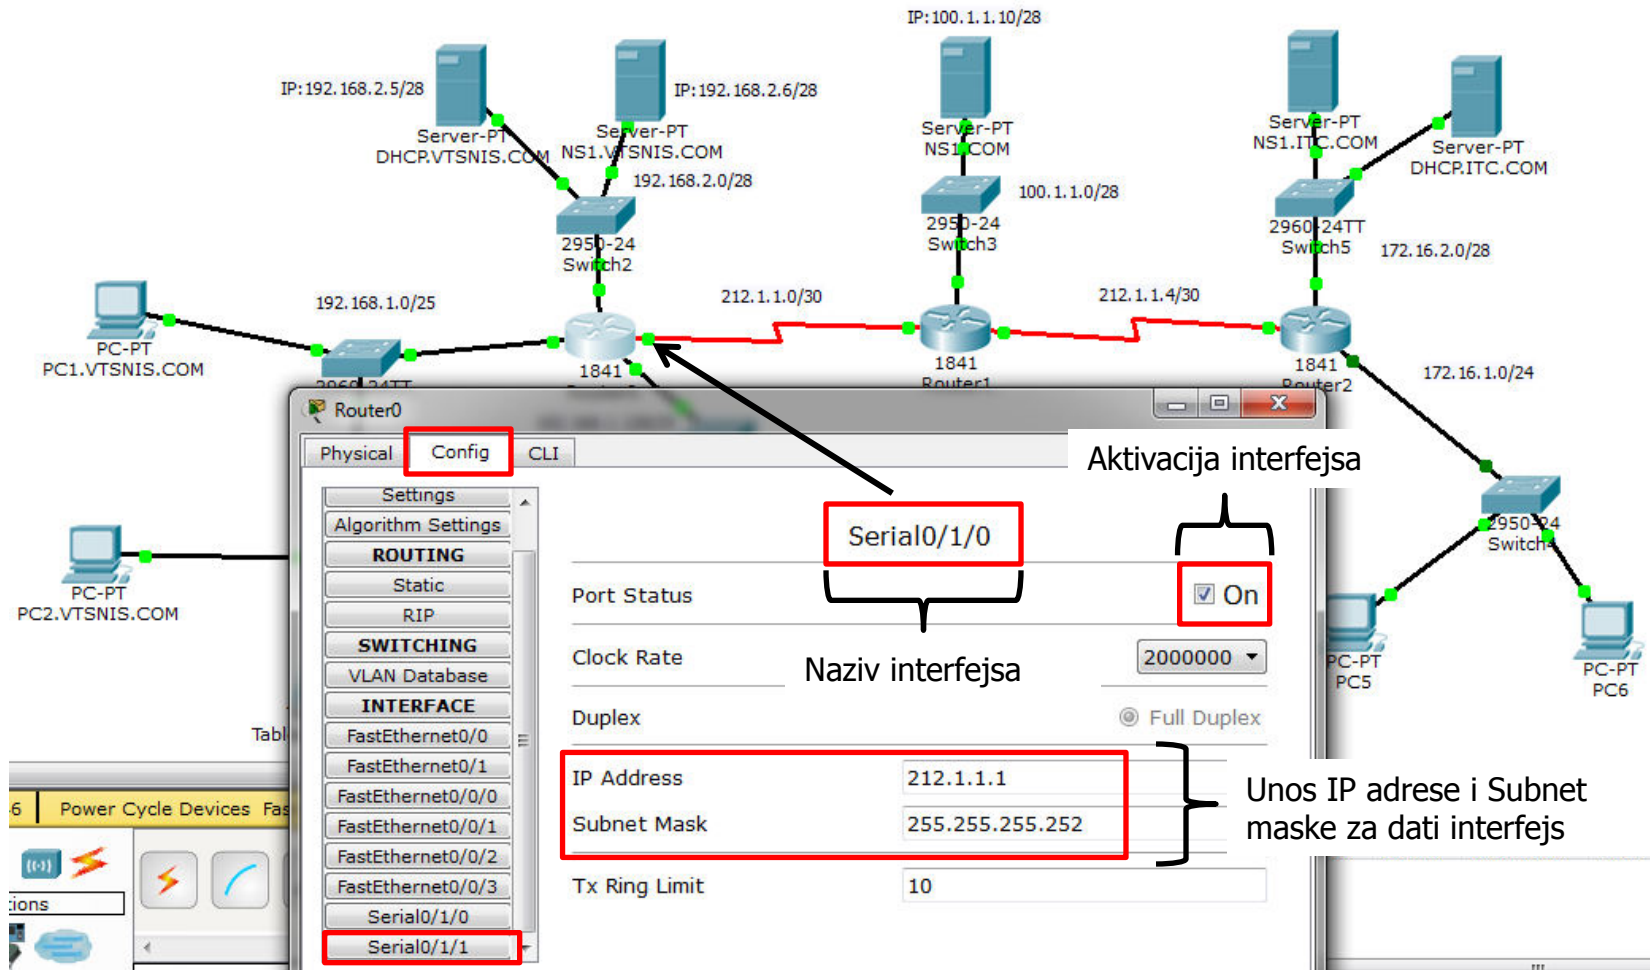 IP:100.1.1.10/28
IP:192.168.2.5/28
IP:192.168.2.6/28
Server-PT
DHCP.VTSNIS.COM
Server-PT
NS1.VTSNIS.COM
192.168.2.0/28
Server-PT
NS1.COM
100.1.1.0/28
Server-PT
NS1.ITC.COM
Server-PT
DHCP.ITC.COM
2950-24
Switch2
2950-24
Switch3
2960-24TT
Switch5
172.16.2.0/28
192.168.1.0/25
212.1.1.0/30
212.1.1.4/30
PC-PT
PC1.VTSNIS.COM
2960-24TT
1841
1841
Router1
1841
Router2
172.16.1.0/24
Router0
Physical
Config
CLI
Aktivacija interfejsa
Settings
Algorithm Settings
ROUTING
Static
RIP
SWITCHING
VLAN Database
INTERFACE
FastEthernet0/0
FastEthernet0/1
FastEthernet0/0/0
FastEthernet0/0/1
FastEthernet0/0/2
FastEthernet0/0/3
Serial0/1/0
Serial0/1/1
Serial0/1/0
Port Status
On
Naziv interfejsa
Clock Rate
2000000
Duplex
Full Duplex
IP Address
212.1.1.1
Subnet Mask
255.255.255.252
Unos IP adrese i Subnet
maske za dati interfejs
Tx Ring Limit
10
2950-24
Switch4
PC-PT
PC5
PC-PT
PC6
PC-PT
PC2.VTSNIS.COM
Power Cycle Devices